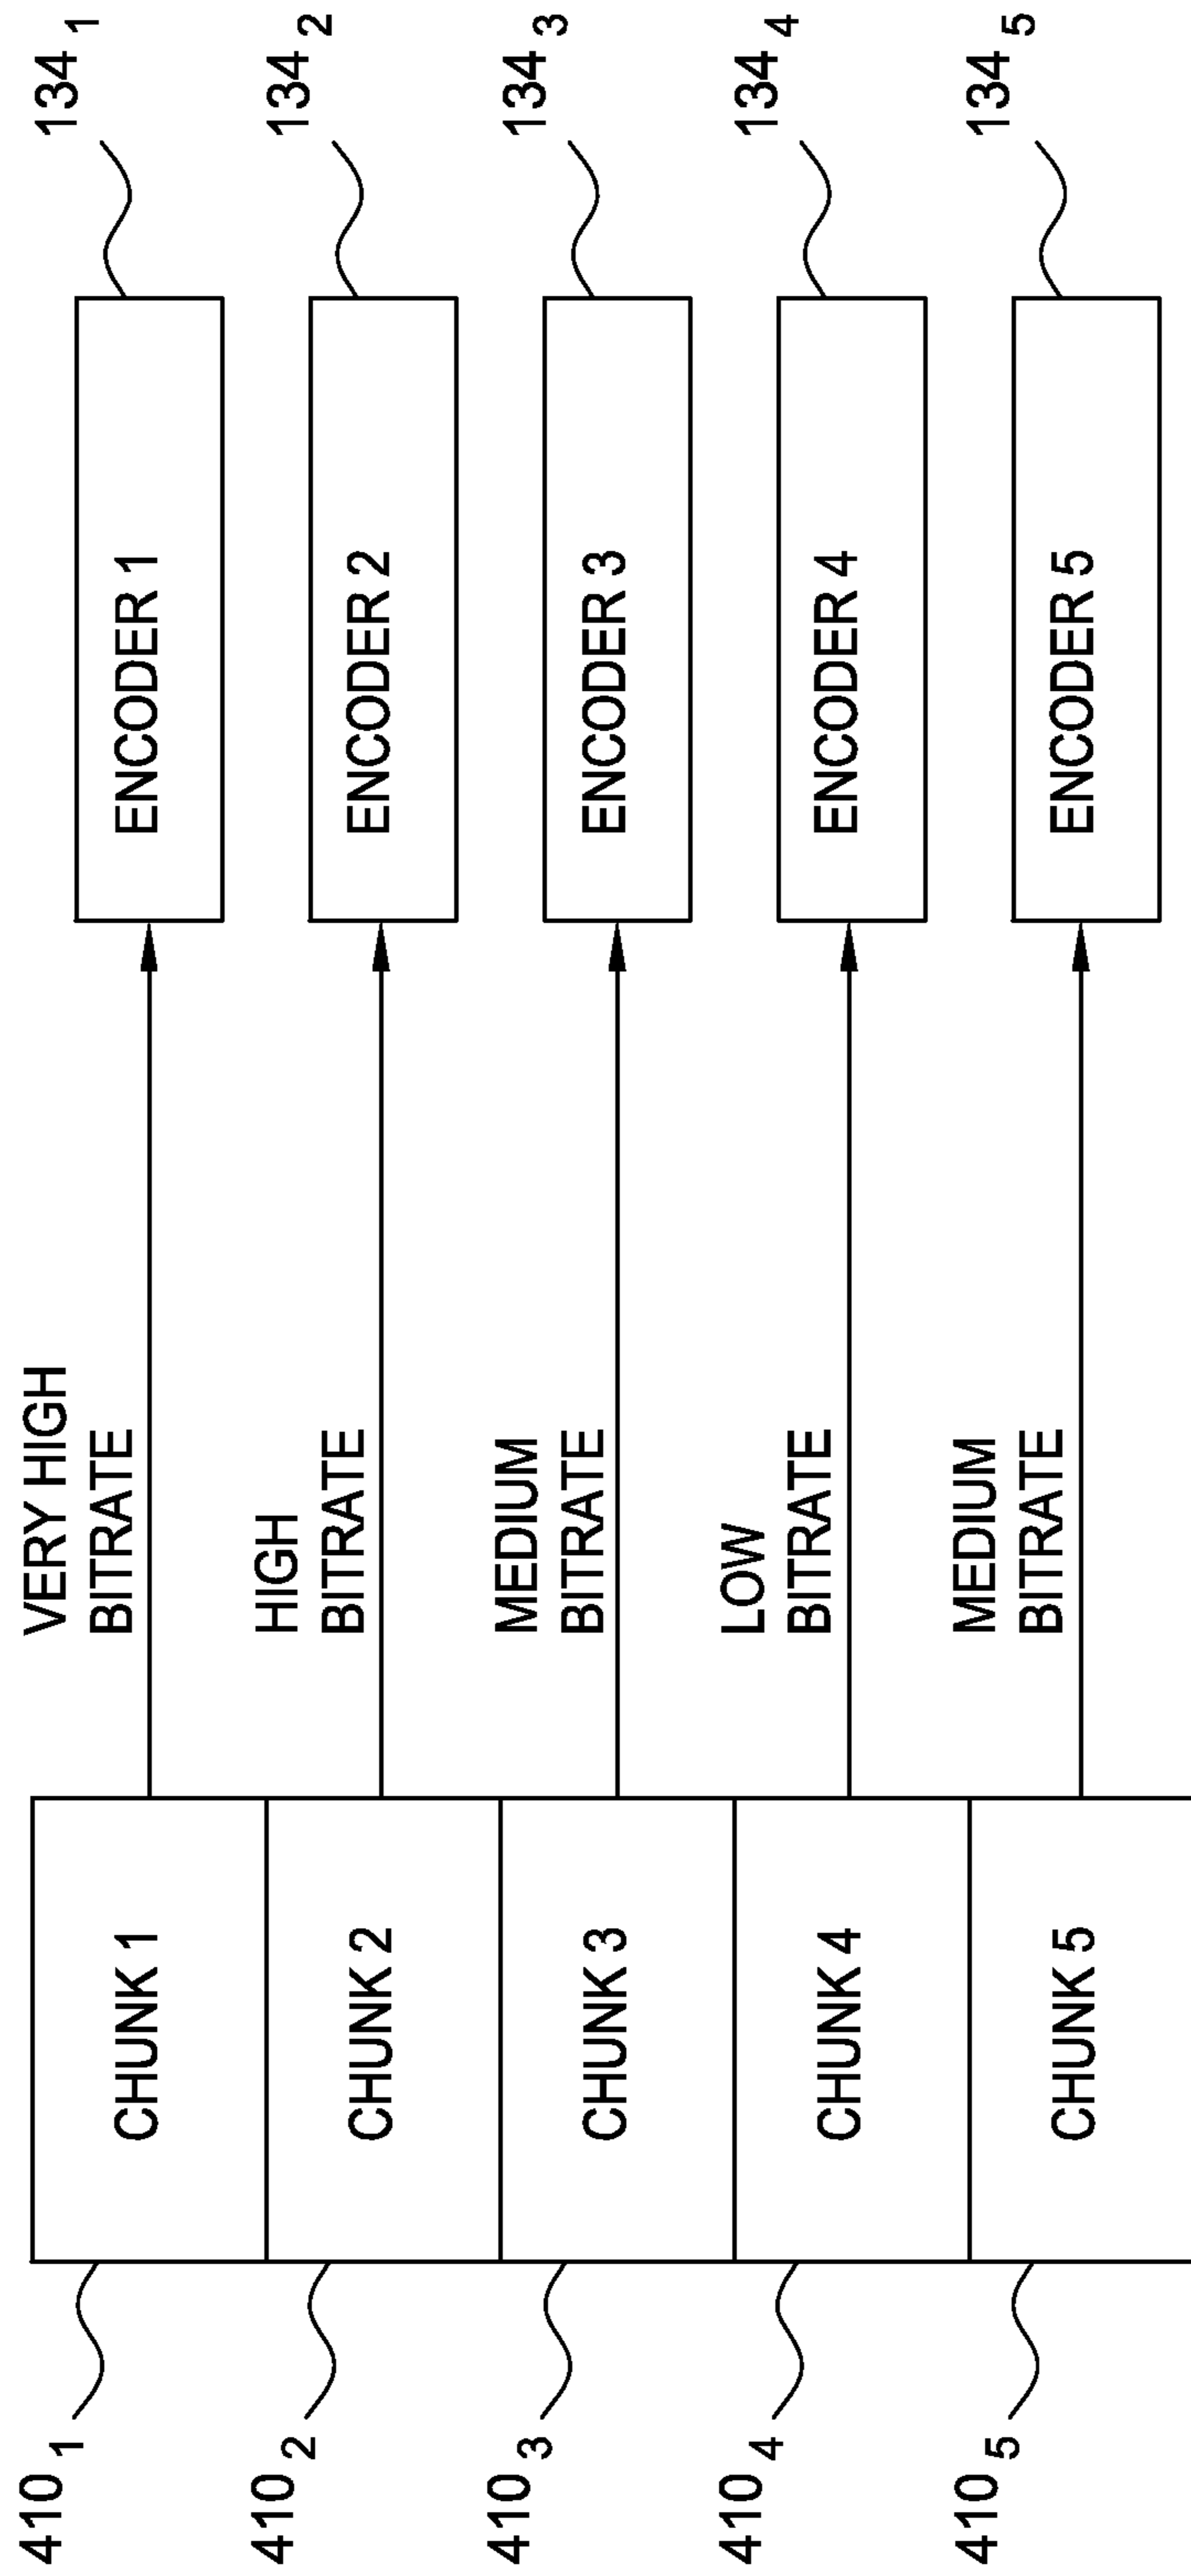 410 1
CHUNK 1
VERY HIGH
BITRATE
ENCODER 1
134 1
410 2
CHUNK 2
HIGH
BITRATE
ENCODER 2
134 2
410 3
CHUNK 3
MEDIUM
BITRATE
ENCODER 3
134 3
410 4
CHUNK 4
LOW
BITRATE
ENCODER 4
134 4
410 5
CHUNK 5
MEDIUM
BITRATE
ENCODER 5
134 5